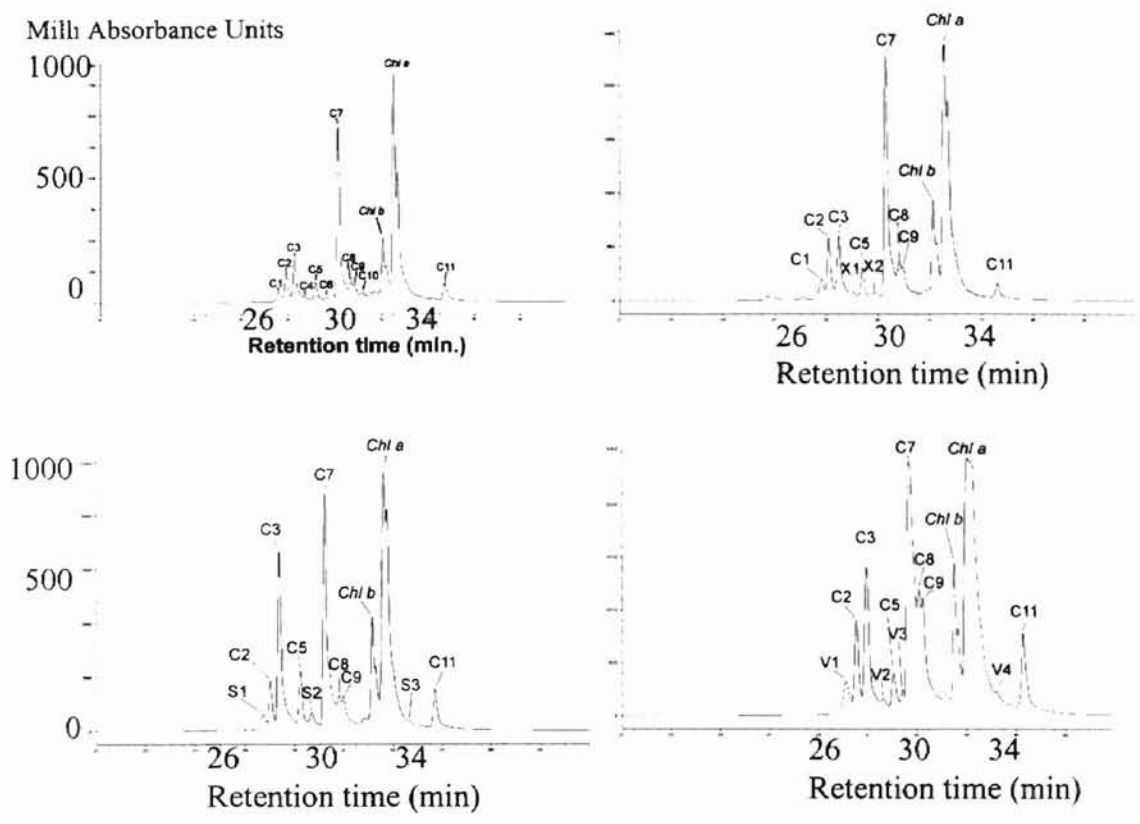 Milli Absorbance Units
1000
500
0
Chl a
C7
Chl b
C3
C2
C1
C5
C4
C6
C8
C9
C10
C11
26 30 34
Retention time (min.)
Chl a
C7
Chl b
C2 C3
C8
C5
C9
C1
X1 X2
C11
26 30 34
Retention time (min)
1000
500
0
Chl a
C7
C3
Chl b
C5
C2
C8
C9
C11
S1
S2
S3
26 30 34
Retention time (min)
C7
Chl a
Chl b
C3
C8
C2
C9
C5
C11
V3
V1
V2
V4
26 30 34
Retention time (min)